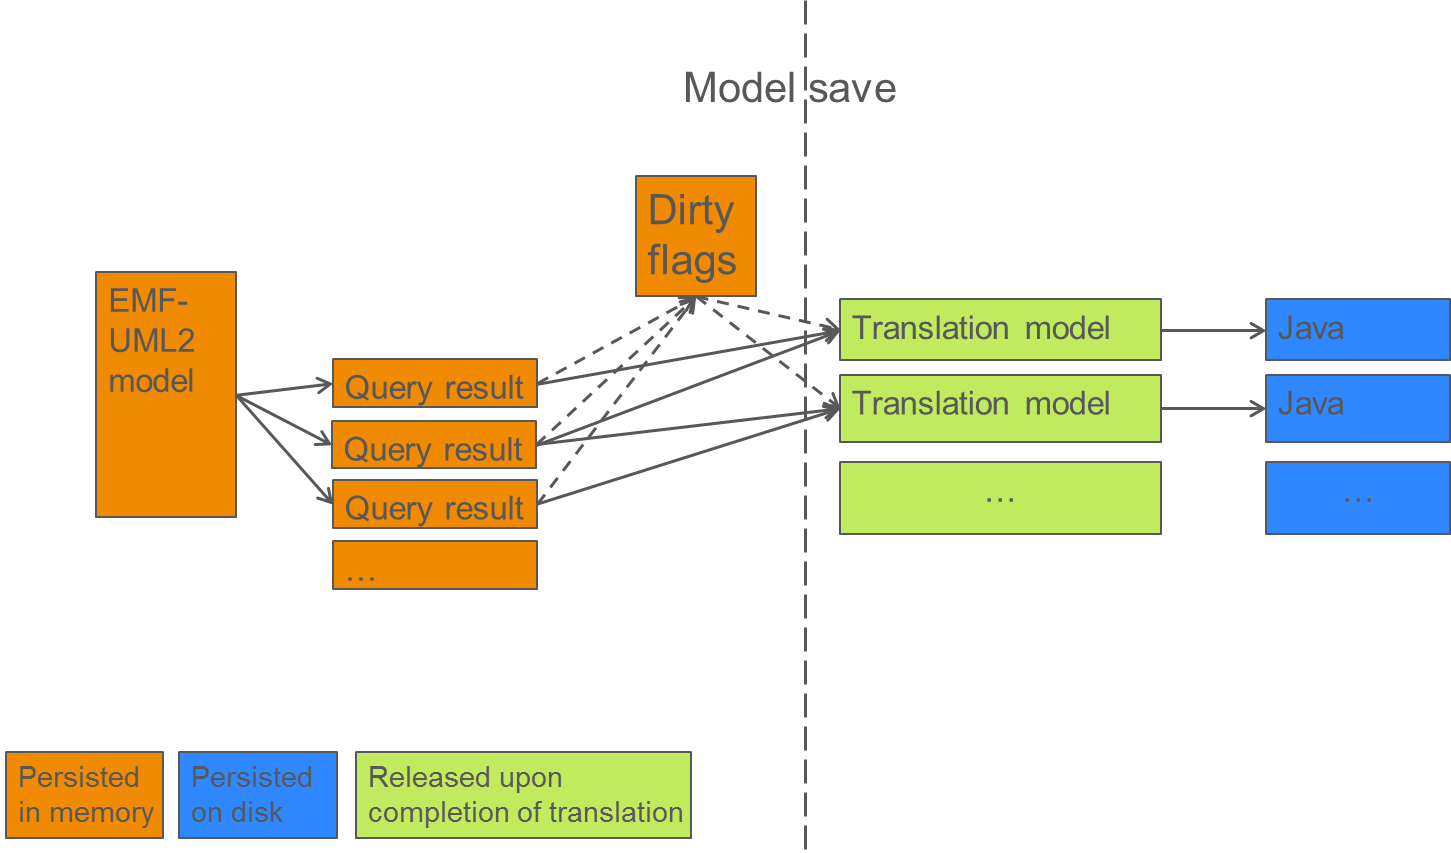 Model save
Dirty
flags
EMF-
UML2
model
Query result
Query result
Query result
...
Translation model
Translation model
...
Java
Java
...
Persisted
in memory
Persisted
on disk
Released upon
completion of translation